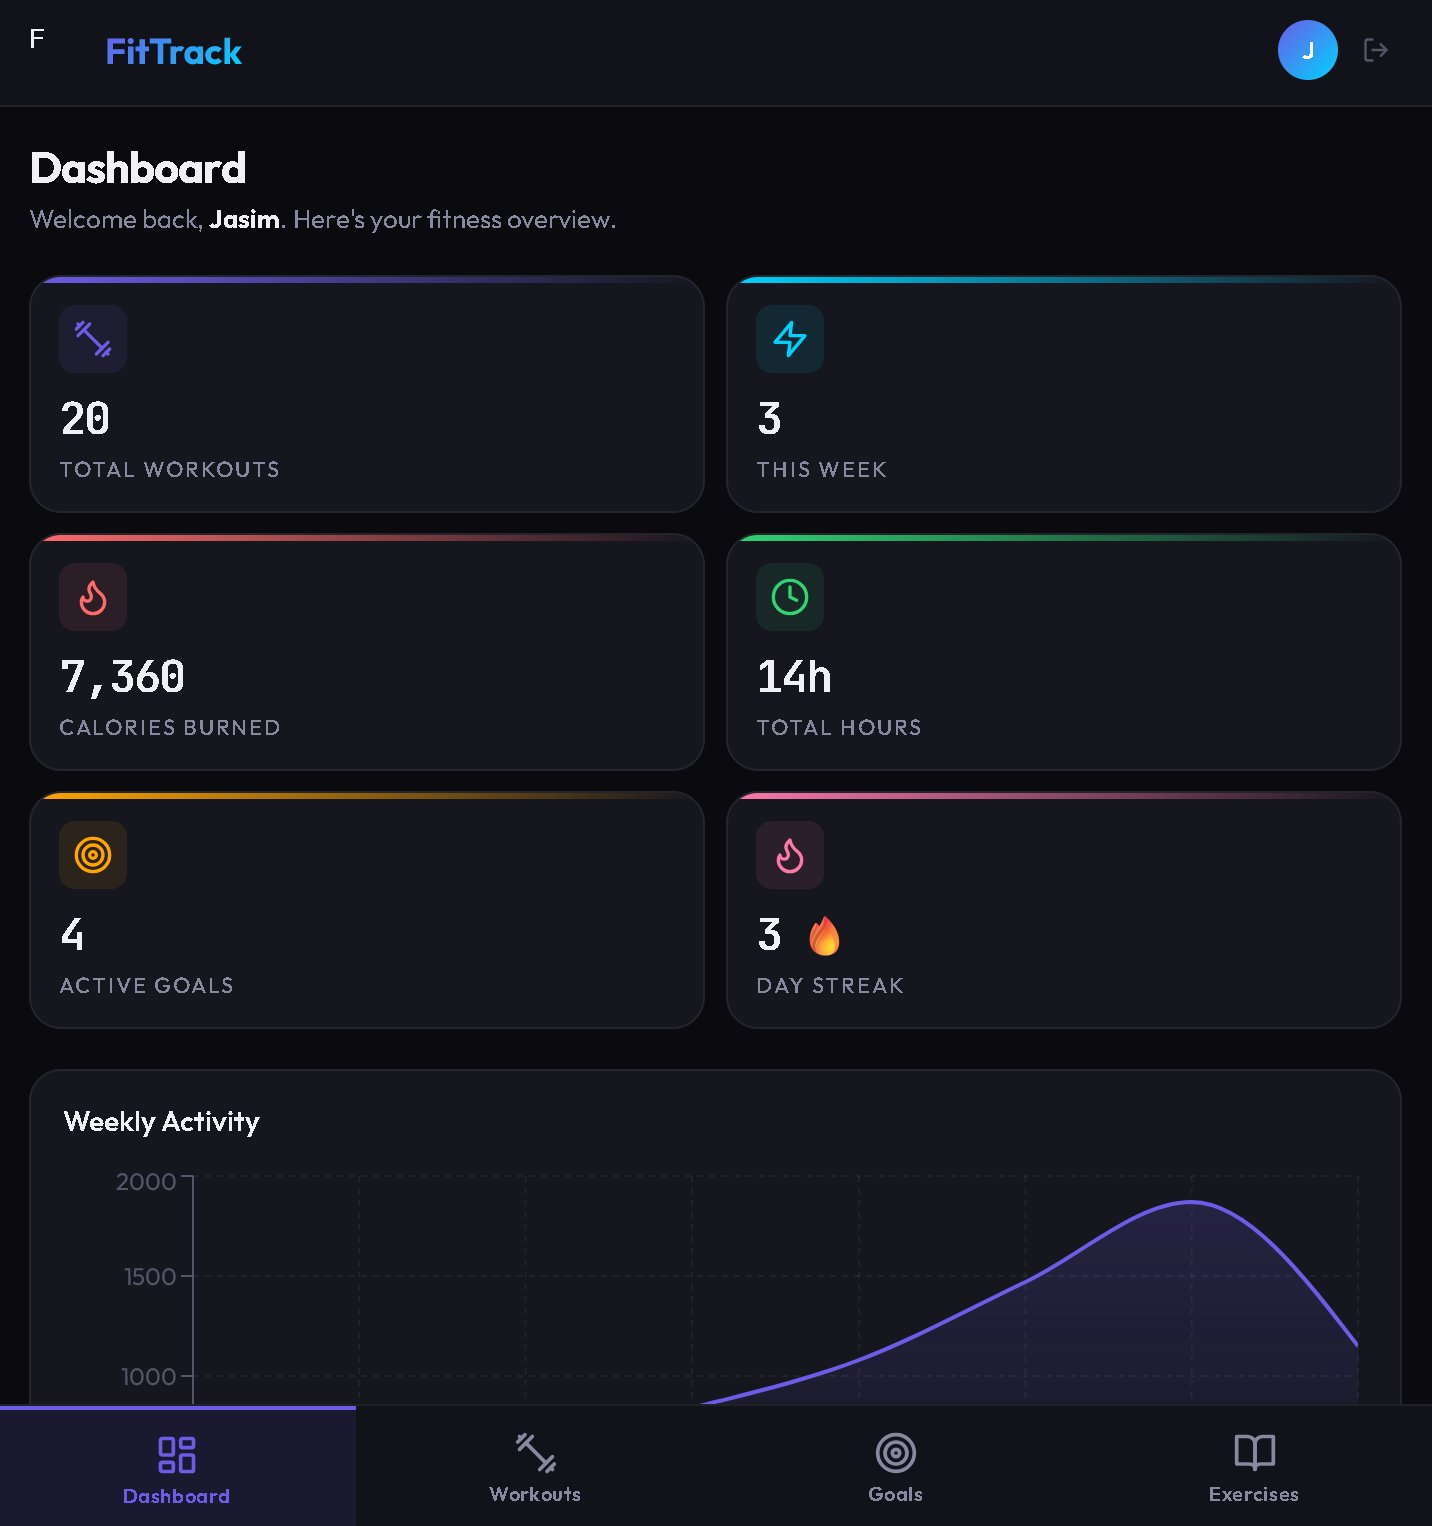 F
FitTrack
J
Dashboard
Welcome back, Jasim. Here's your fitness overview.
20
TOTAL WORKOUTS
3
THIS WEEK
7,360
CALORIES BURNED
14h
TOTAL HOURS
4
ACTIVE GOALS
3 🔥
DAY STREAK
Weekly Activity
2000
1500
1000
Dashboard
Workouts
Goals
Exercises